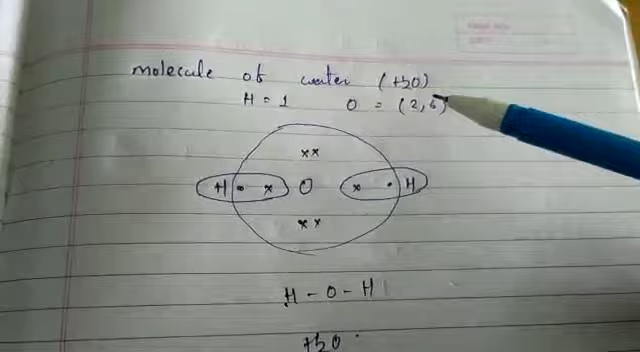 molecule of water (H2O)
H = 1 O = (2,6)
xx
H • x O x • H
xx
H - O - H
H2O